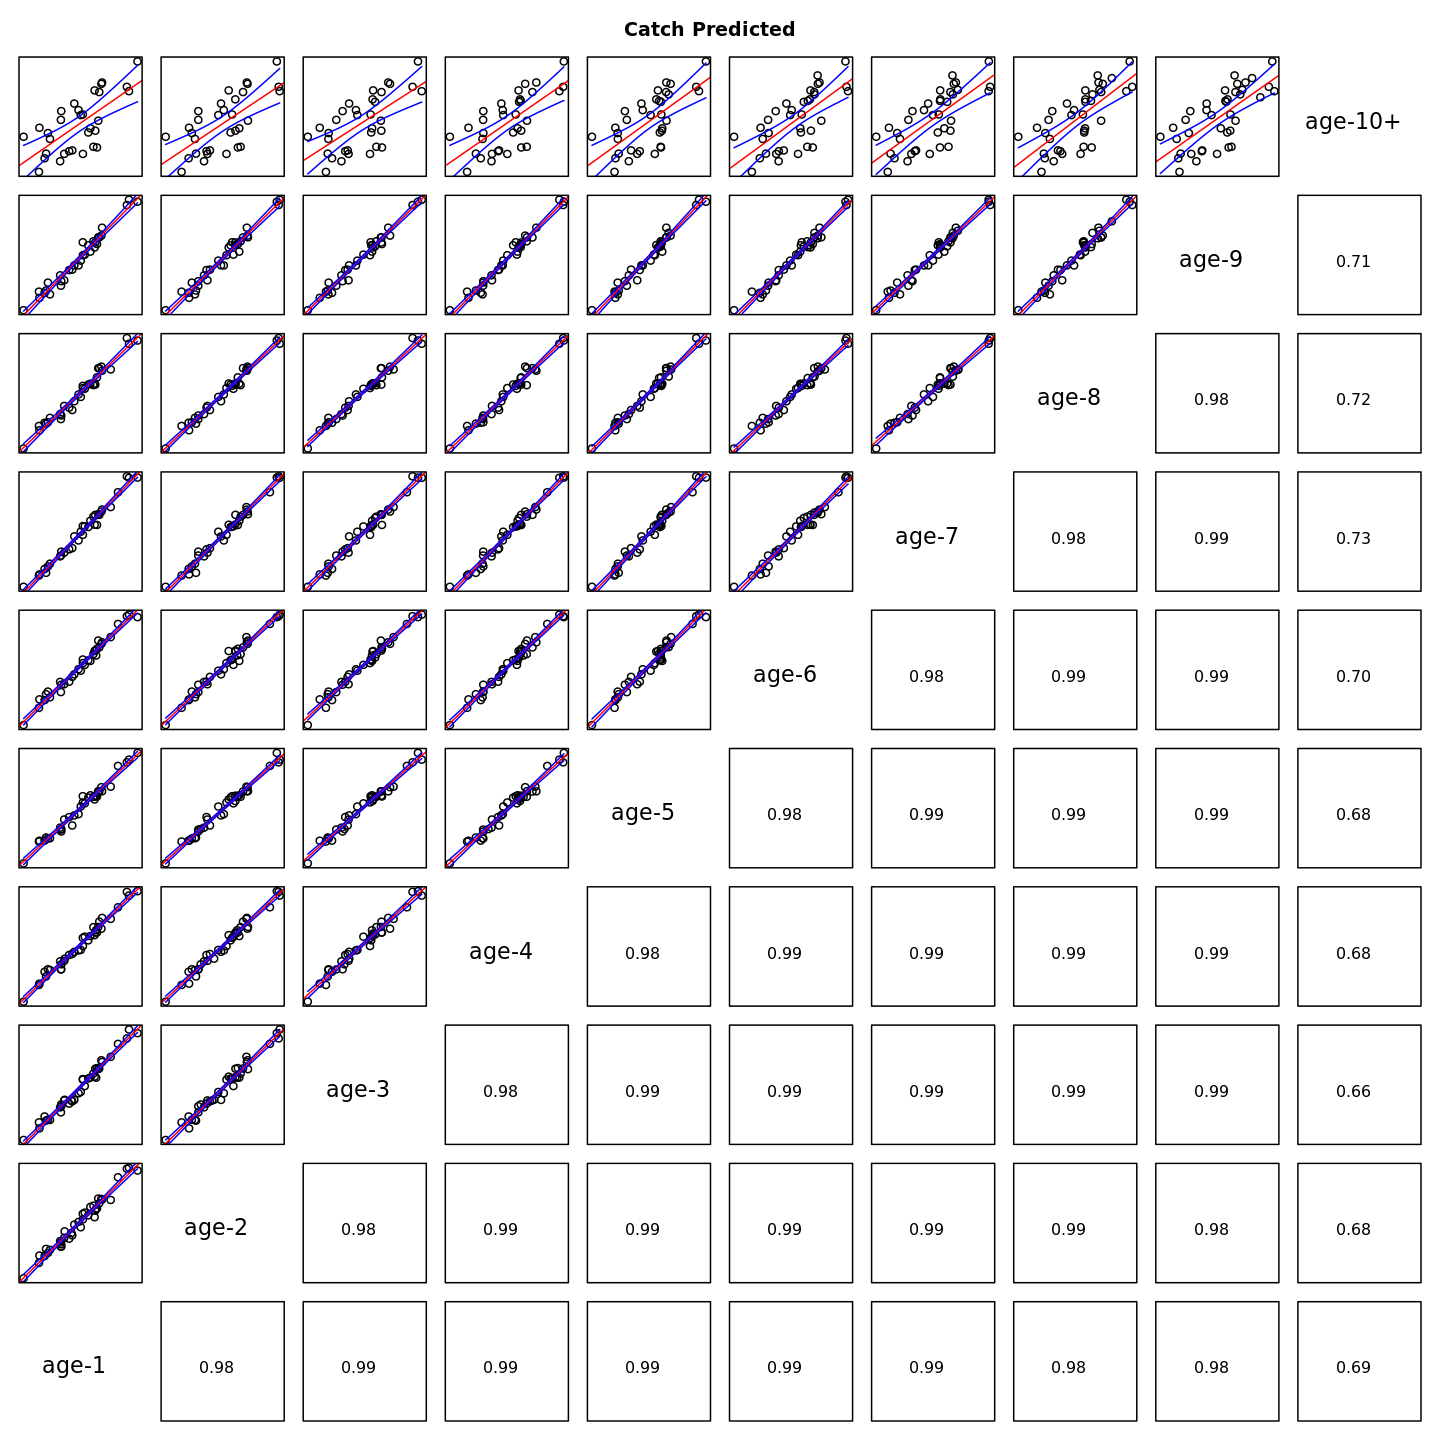 Catch Predicted
age-10+
age-9 0.71
age-8 0.98 0.72
age-7 0.98 0.99 0.73
age-6 0.98 0.99 0.99 0.70
age-5 0.98 0.99 0.99 0.99 0.68
age-4 0.98 0.99 0.99 0.99 0.99 0.68
age-3 0.98 0.99 0.99 0.99 0.99 0.99 0.66
age-2 0.98 0.99 0.99 0.99 0.99 0.99 0.98 0.68
age-1 0.98 0.99 0.99 0.99 0.99 0.99 0.98 0.98 0.69